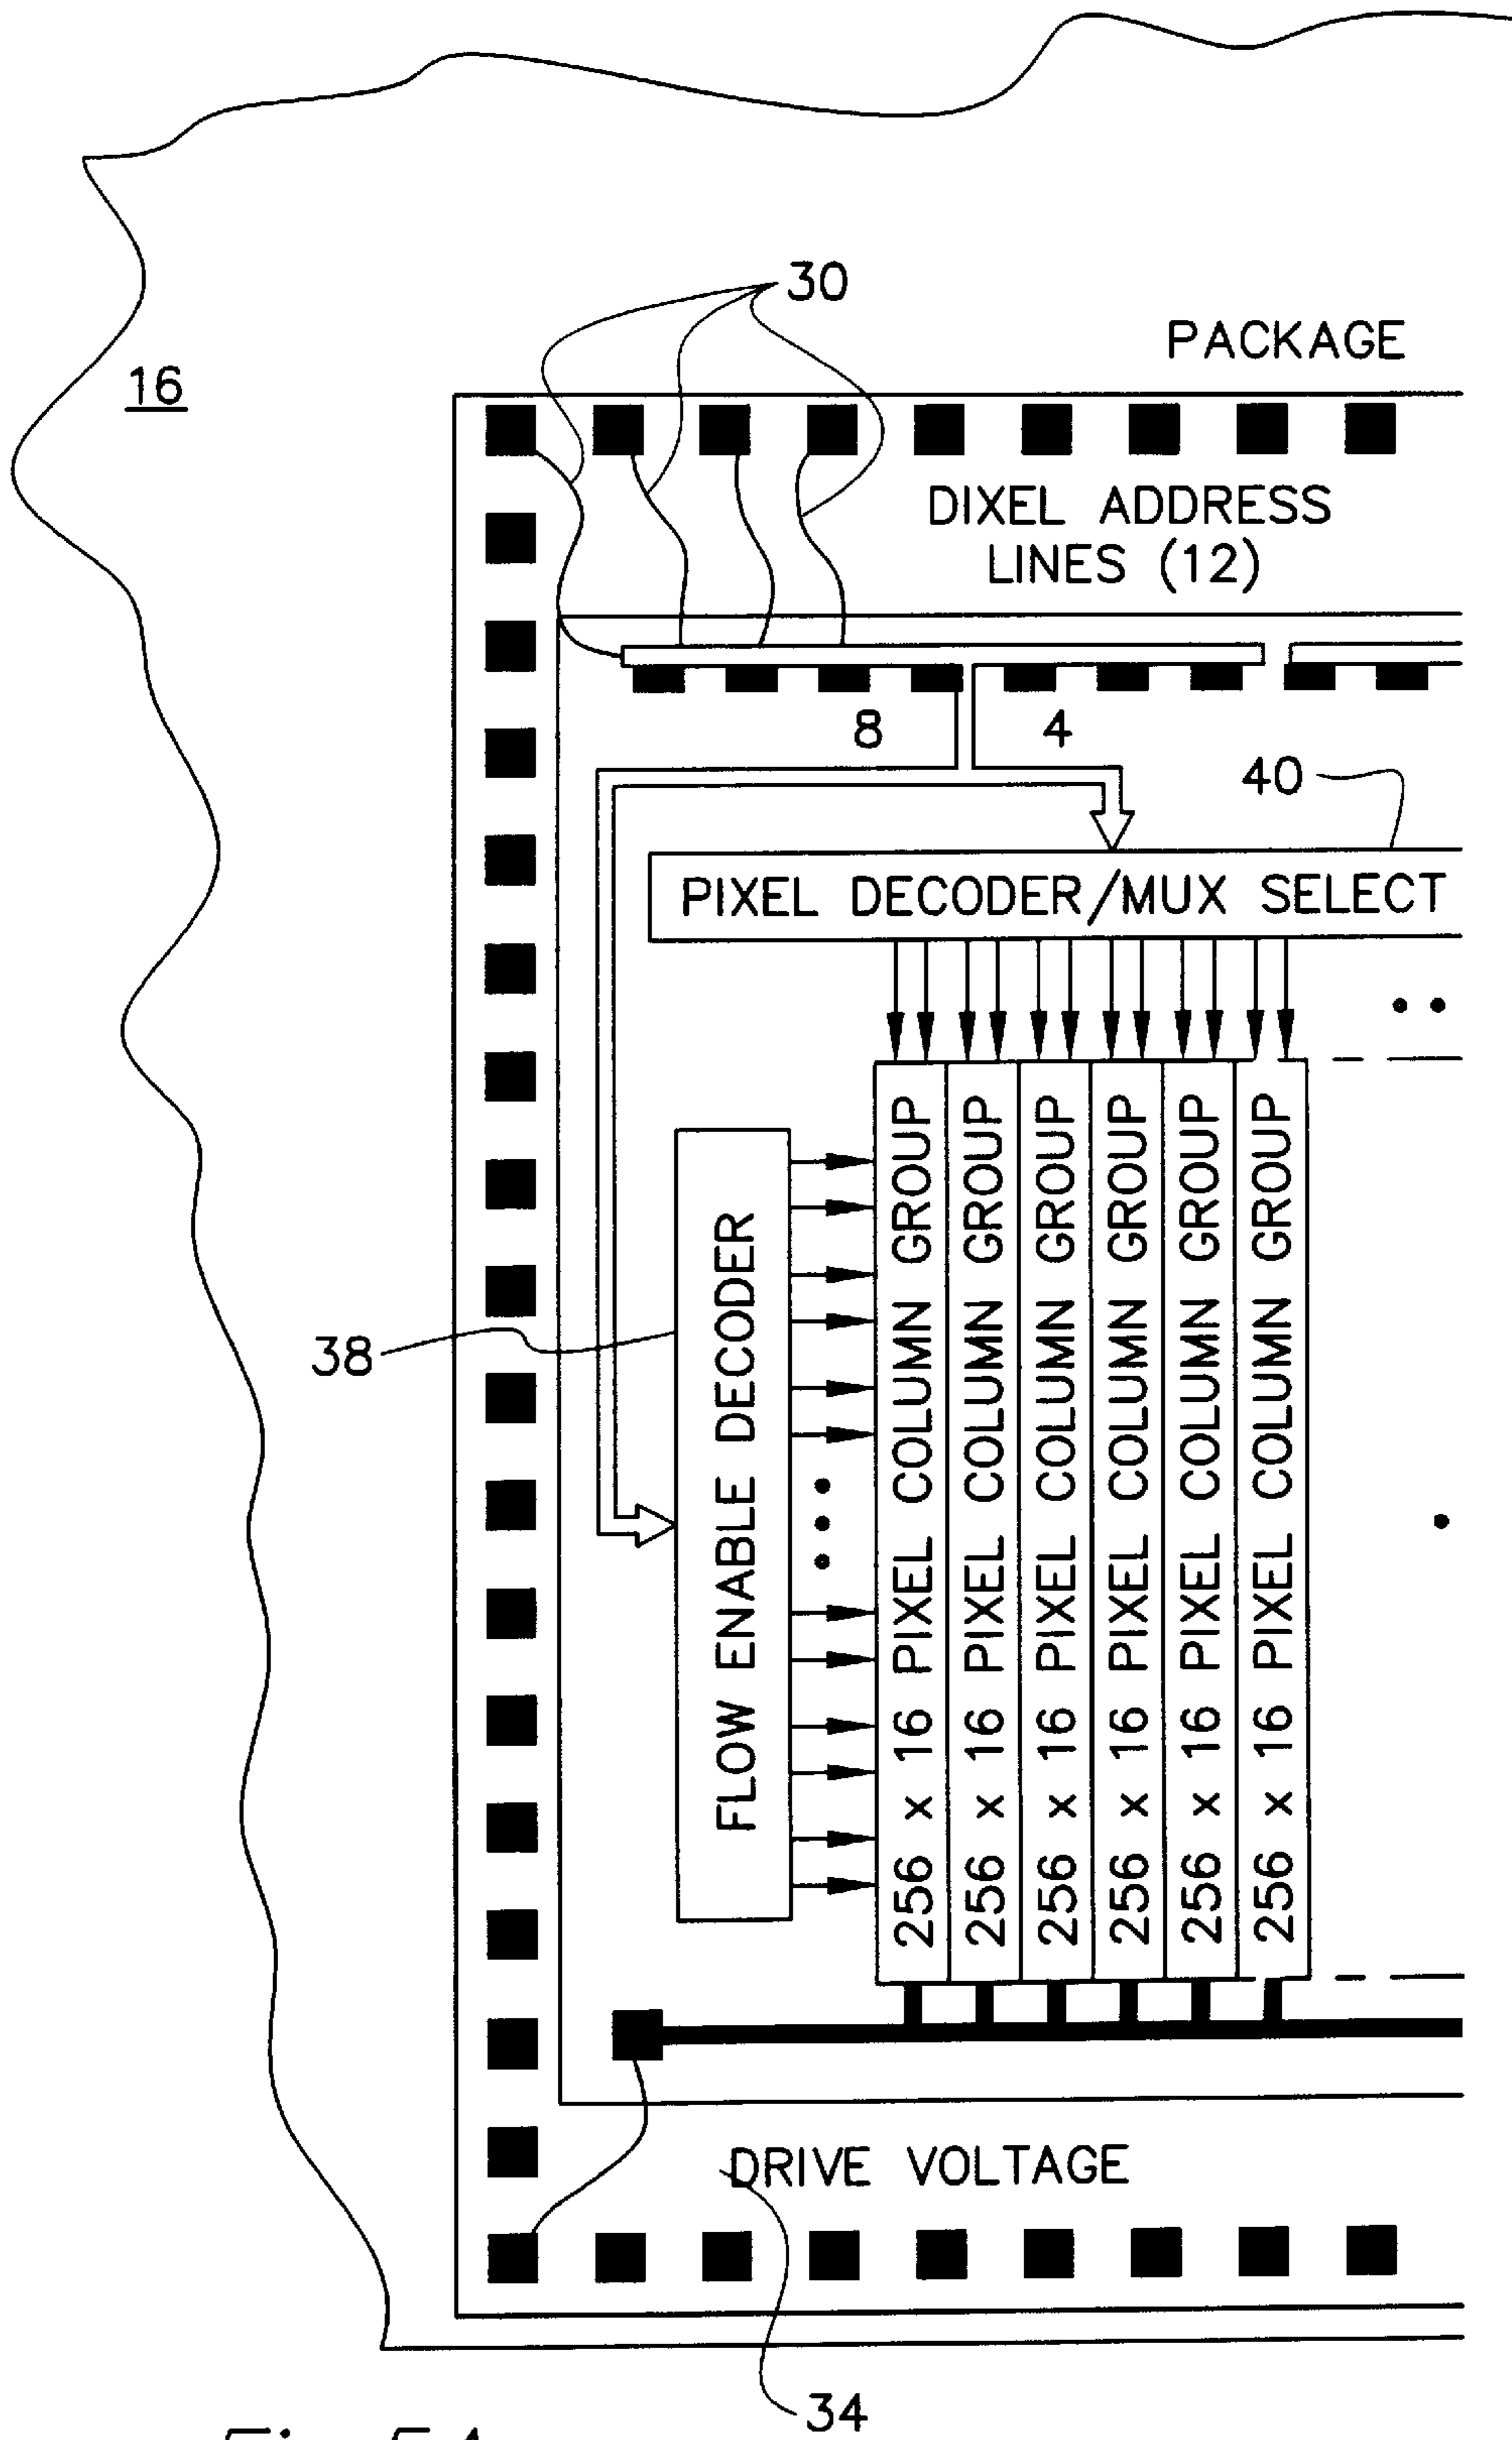 30
PACKAGE
16
DIXEL ADDRESS
LINES (12)
8
4
40
PIXEL DECODER/MUX SELECT
38
FLOW ENABLE DECODER
256 x 16 PIXEL COLUMN GROUP
256 x 16 PIXEL COLUMN GROUP
256 x 16 PIXEL COLUMN GROUP
256 x 16 PIXEL COLUMN GROUP
256 x 16 PIXEL COLUMN GROUP
256 x 16 PIXEL COLUMN GROUP
DRIVE VOLTAGE
34